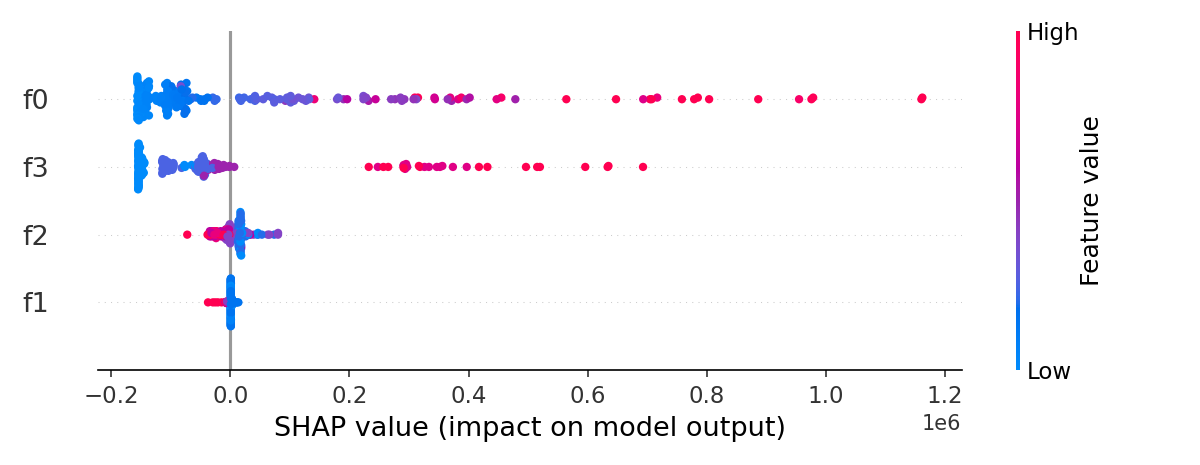 High
f0
f3
f2
f1
Feature value
Low
−0.2 0.0 0.2 0.4 0.6 0.8 1.0 1.2
1e6
SHAP value (impact on model output)